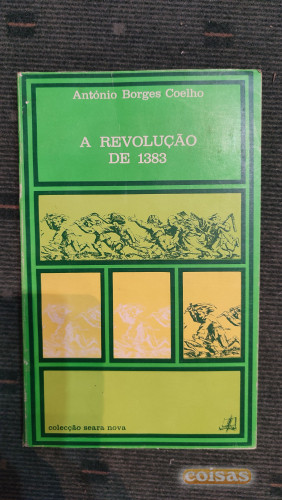 António Borges Coelho
A REVOLUÇÃO
DE 1383
colecção seara nova
coisas